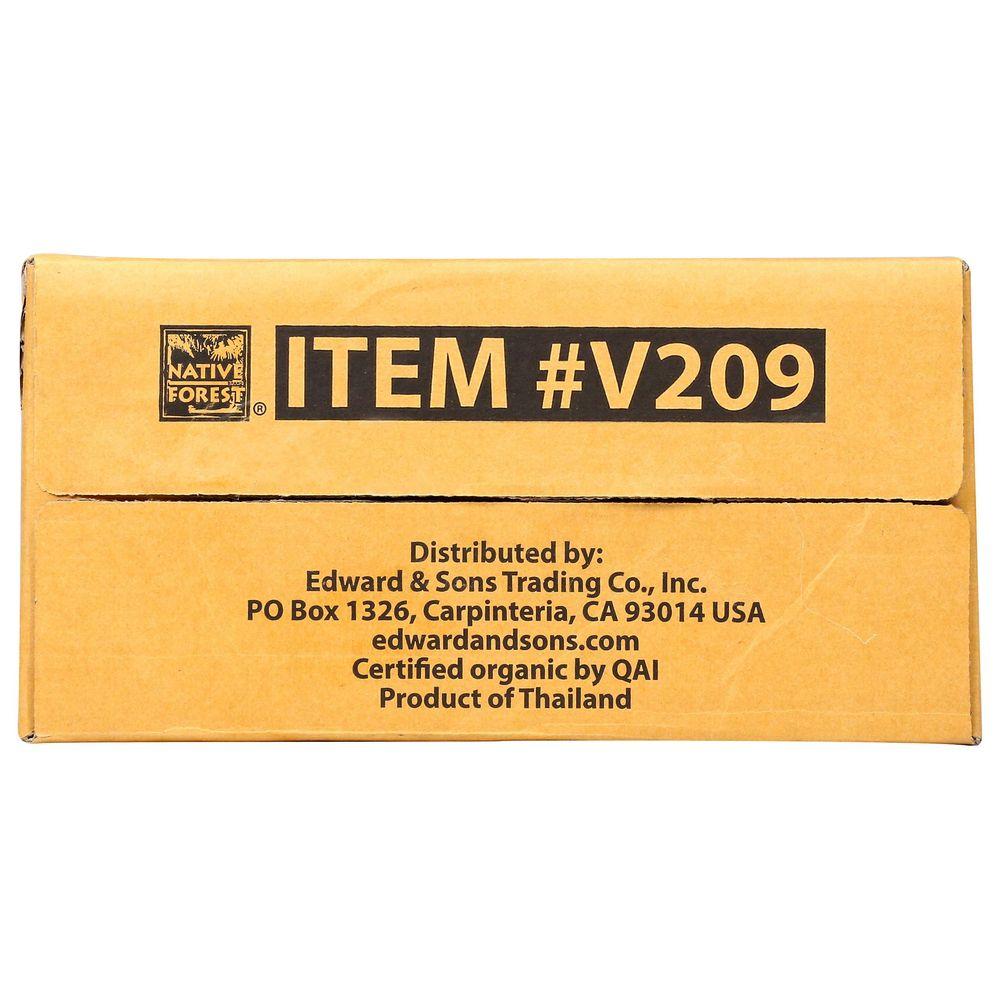 NATIVE
FOREST
®
ITEM #V209
Distributed by:
Edward & Sons Trading Co., Inc.
PO Box 1326, Carpinteria, CA 93014 USA
edwardandsons.com
Certified organic by QAI
Product of Thailand